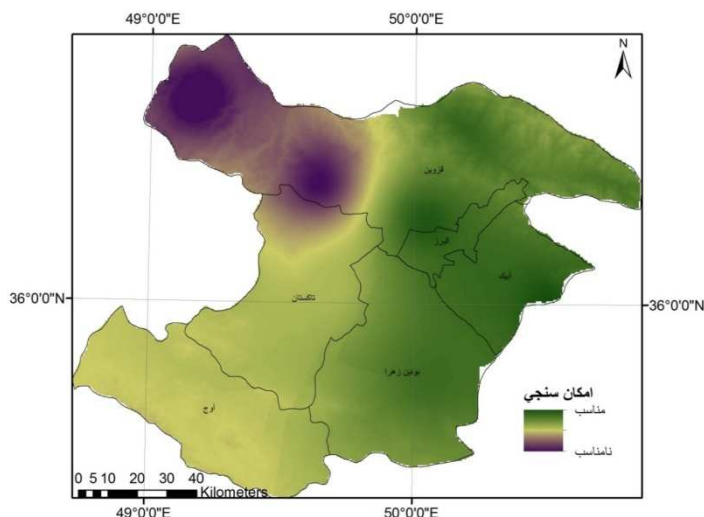 49°0'0"E 50°0'0"E
N
قزوین
البرز
آبیک
36°0'0"N 36°0'0"N
تاکستان
بوئین زهرا
آوج
امکان سنجي
مناسب
نامناسب
0 5 10 20 30 40
Kilometers
49°0'0"E 50°0'0"E